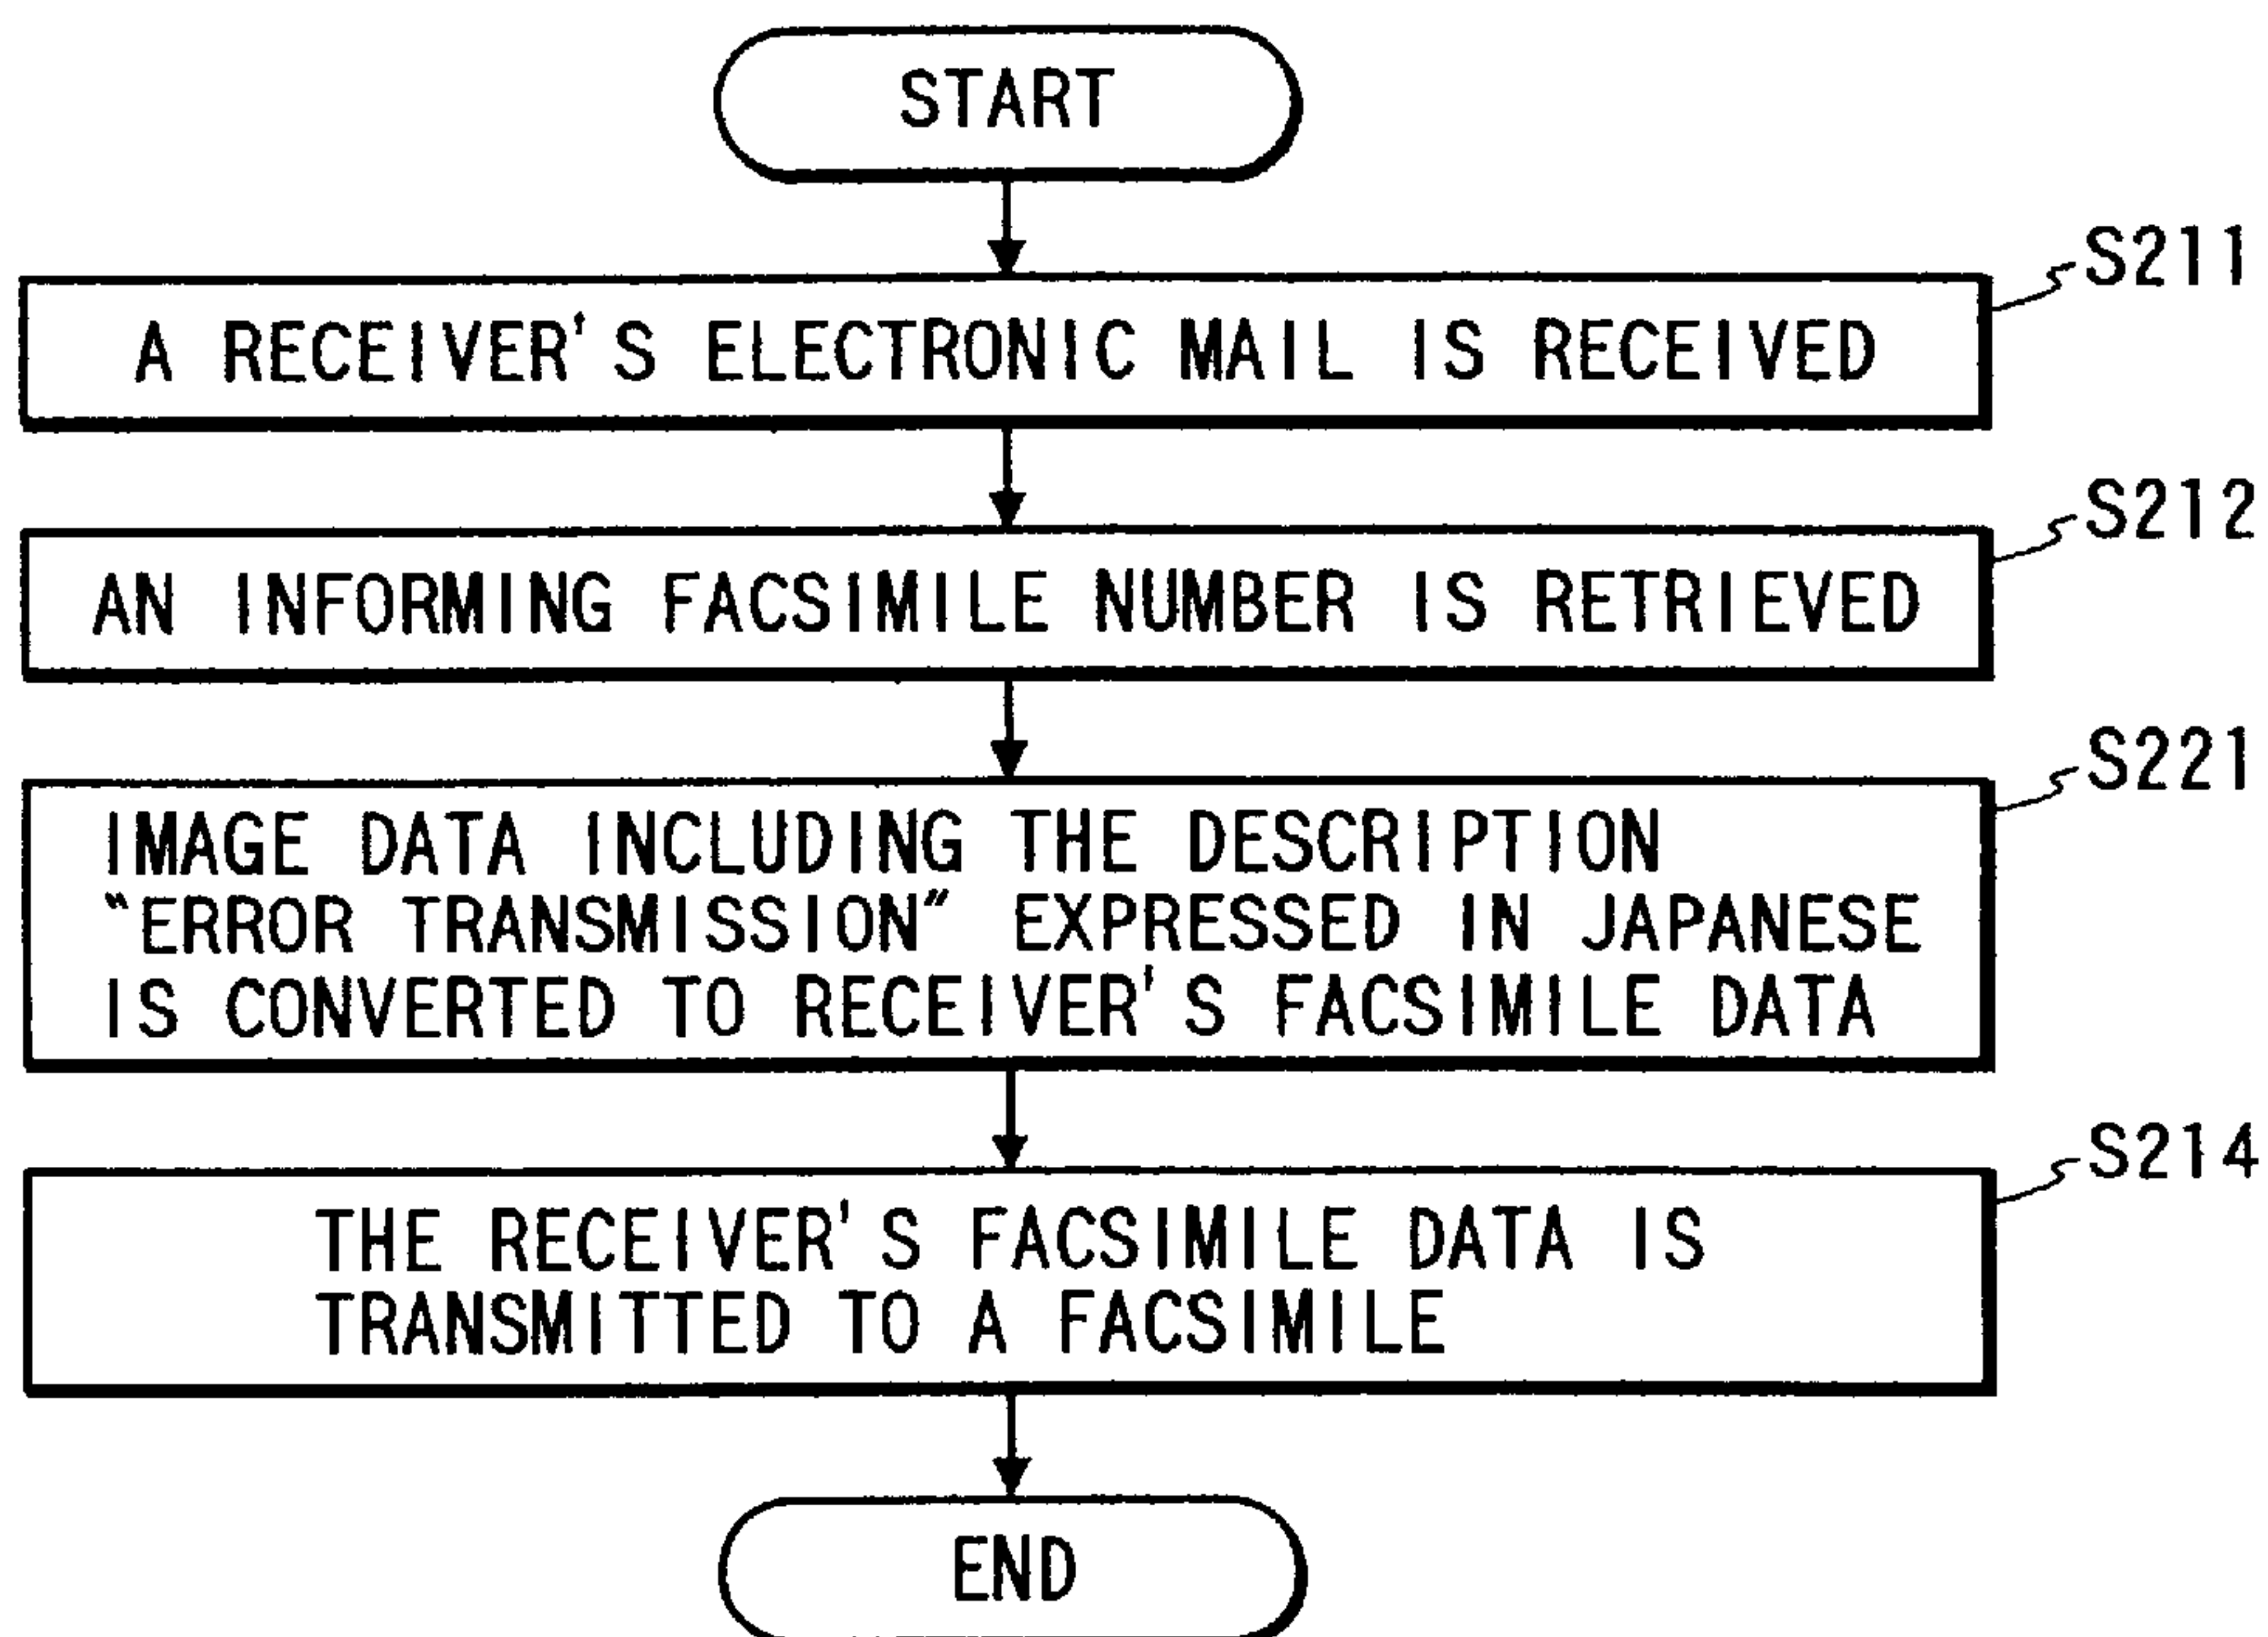 START
S211
A RECEIVER'S ELECTRONIC MAIL IS RECEIVED
S212
AN INFORMING FACSIMILE NUMBER IS RETRIEVED
S221
IMAGE DATA INCLUDING THE DESCRIPTION
"ERROR TRANSMISSION" EXPRESSED IN JAPANESE
IS CONVERTED TO RECEIVER'S FACSIMILE DATA
S214
THE RECEIVER'S FACSIMILE DATA IS
TRANSMITTED TO A FACSIMILE
END